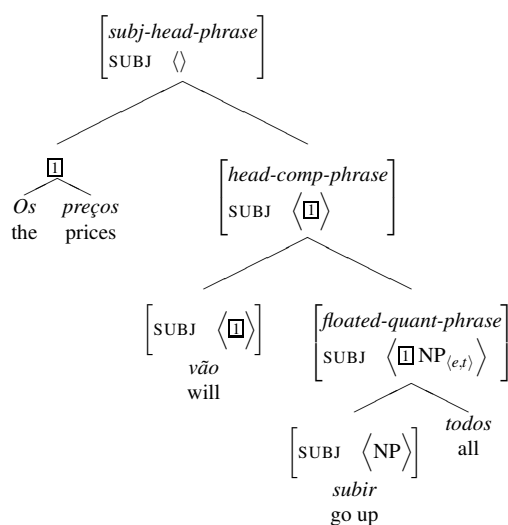 subj-head-phrase
SUBJ ⟨⟩
1
Os preços
the prices
head-comp-phrase
SUBJ ⟨1⟩
SUBJ ⟨1⟩
vão
will
floated-quant-phrase
SUBJ ⟨1 NP⟨e,t⟩⟩
SUBJ ⟨NP⟩
subir
go up
todos
all